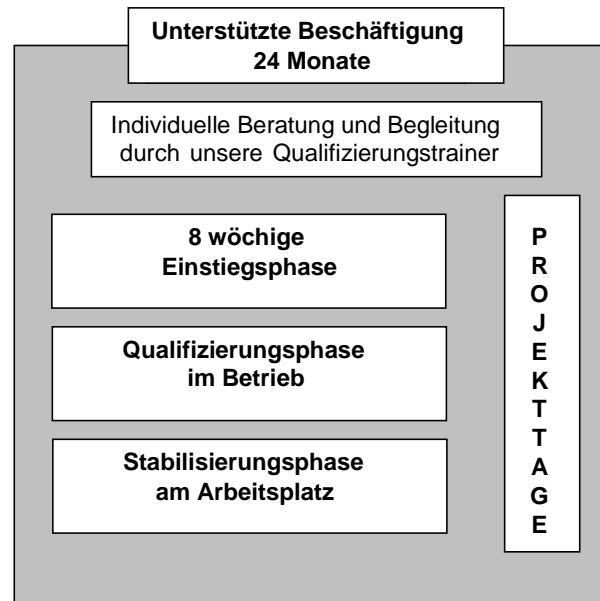 Unterstützte Beschäftigung
24 Monate
Individuelle Beratung und Begleitung
durch unsere Qualifizierungstrainer
8 wöchige
Einstiegsphase
Qualifizierungsphase
im Betrieb
Stabilisierungsphase
am Arbeitsplatz
P
R
O
J
E
K
T
T
A
G
E